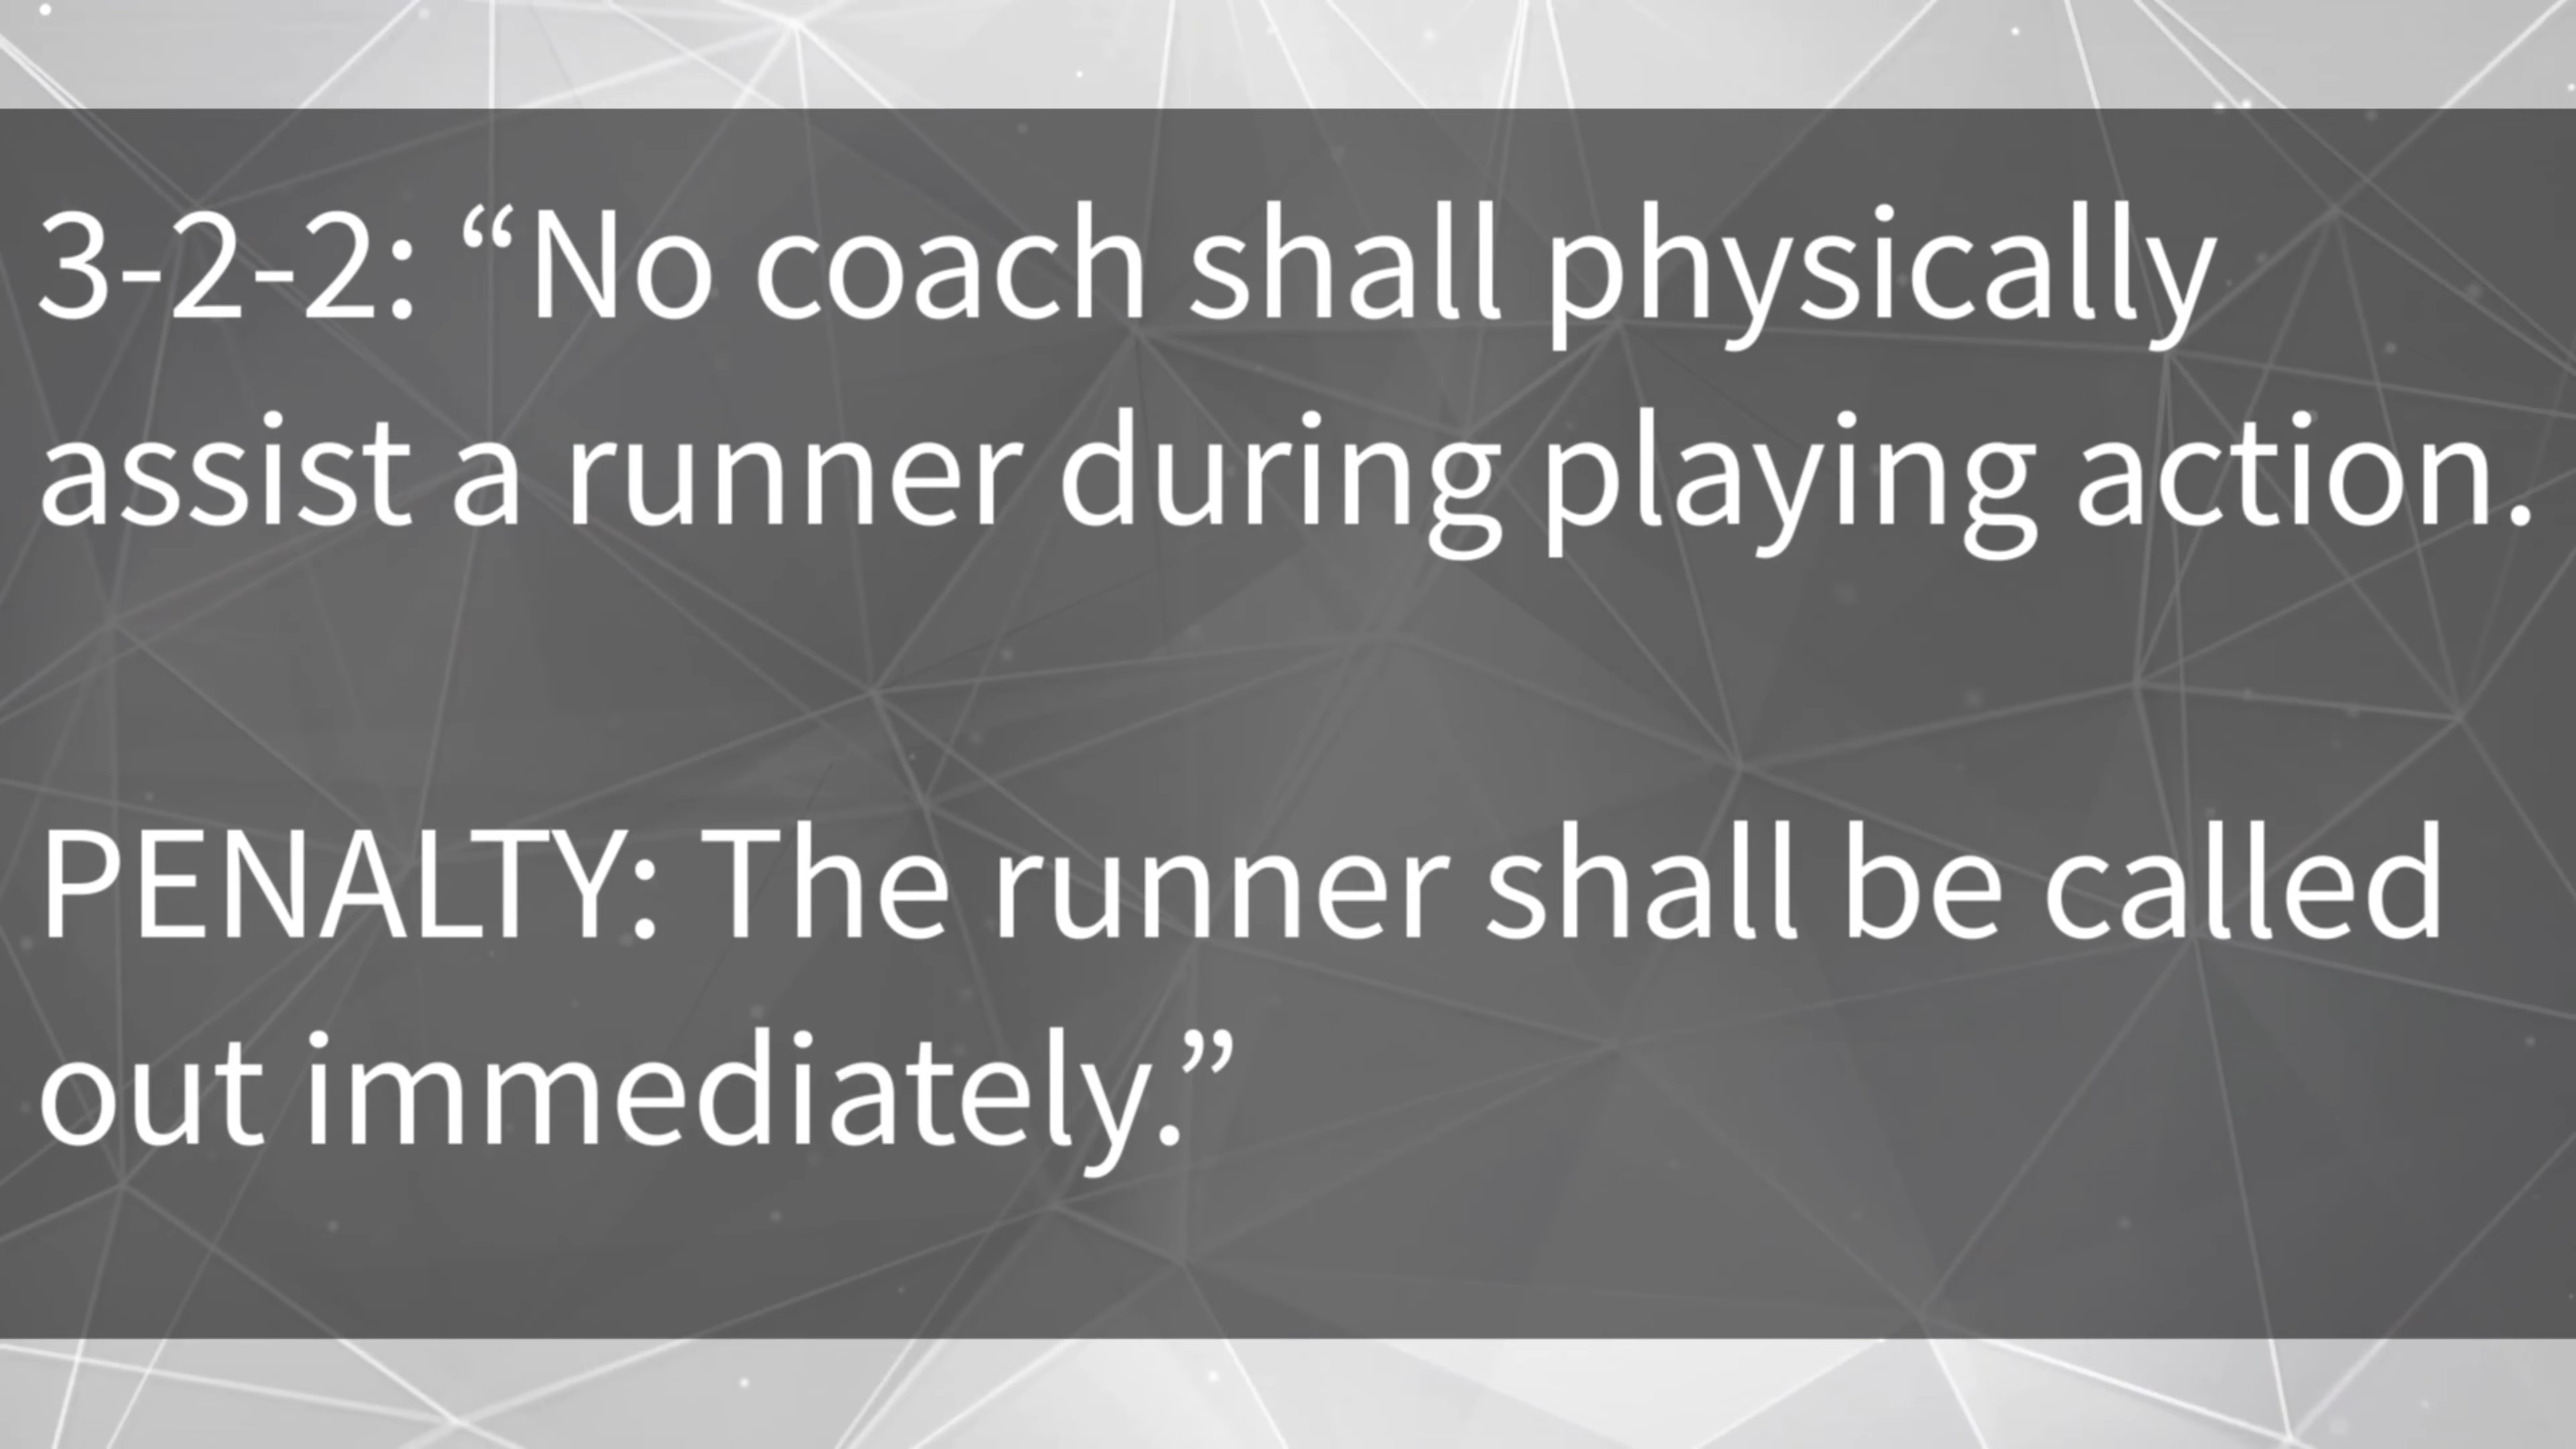 3-2-2: “No coach shall physically
assist a runner during playing action.
PENALTY: The runner shall be called
out immediately.”